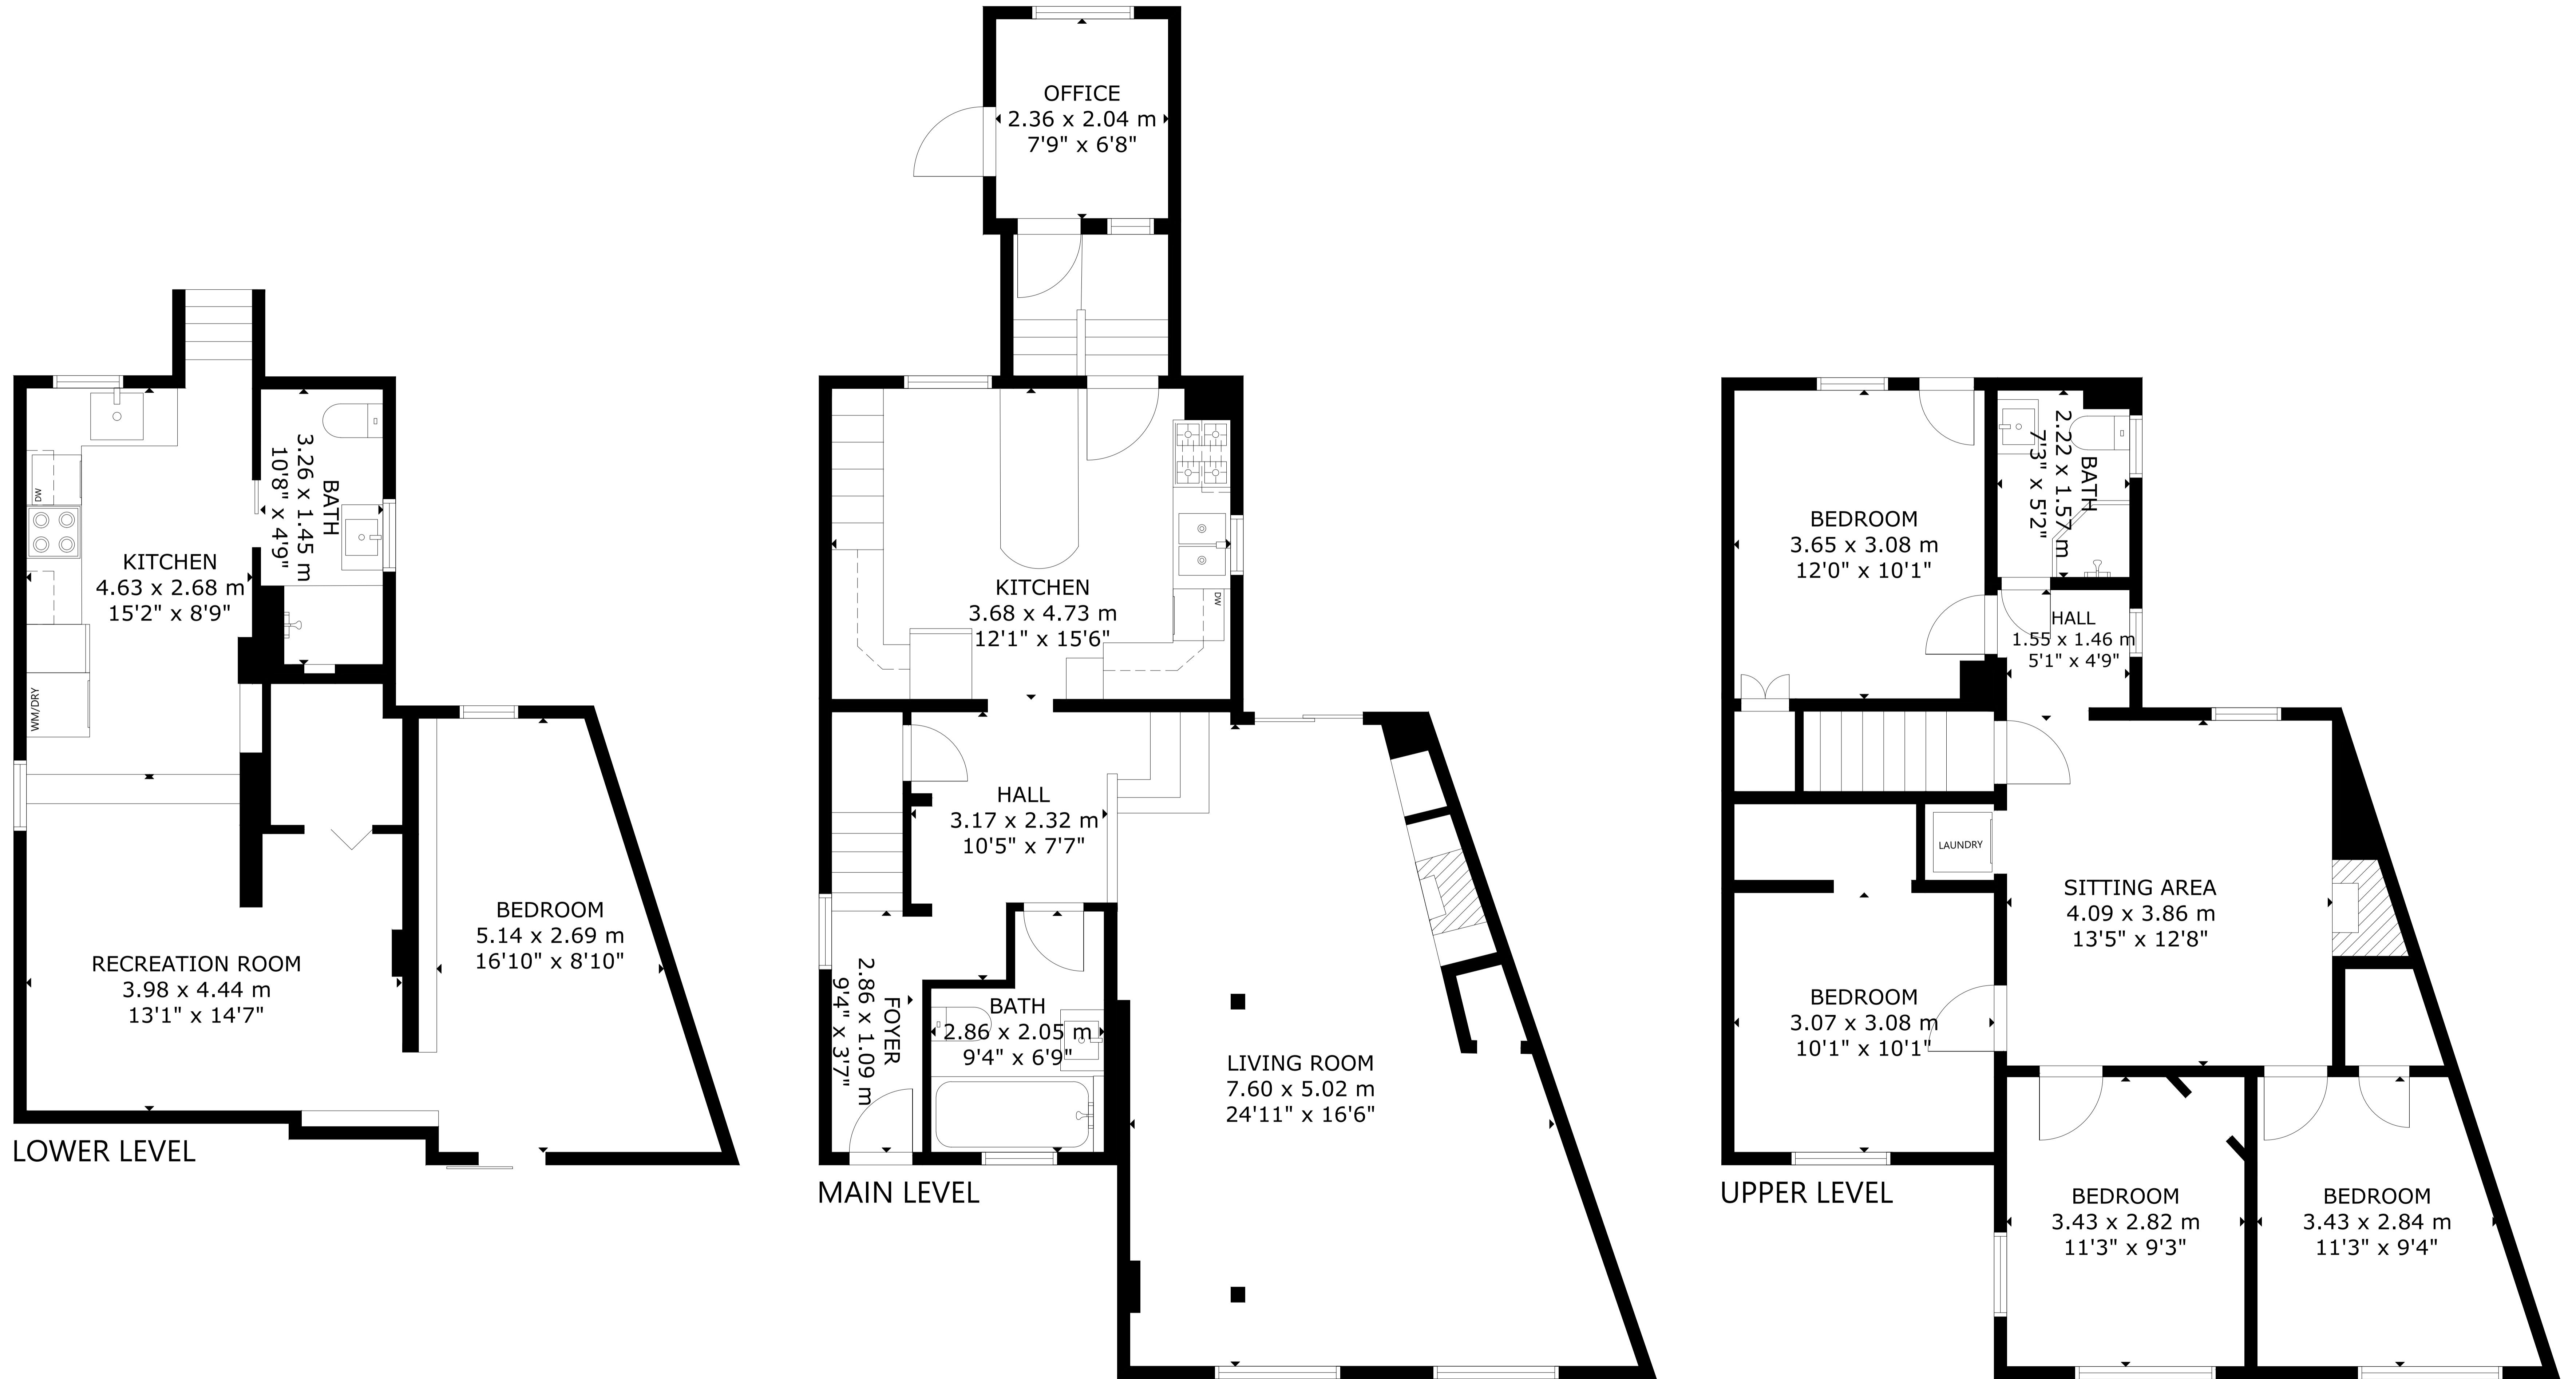 KITCHEN
4.63 x 2.68 m
15'2" x 8'9"
DW
WM/DRY
BATH
3.26 x 1.45 m
10'8" x 4'9"
RECREATION ROOM
3.98 x 4.44 m
13'1" x 14'7"
BEDROOM
5.14 x 2.69 m
16'10" x 8'10"
LOWER LEVEL
OFFICE
2.36 x 2.04 m
7'9" x 6'8"
KITCHEN
3.68 x 4.73 m
12'1" x 15'6"
DW
HALL
3.17 x 2.32 m
10'5" x 7'7"
FOYER
2.86 x 1.09 m
9'4" x 3'7"
BATH
2.86 x 2.05 m
9'4" x 6'9"
LIVING ROOM
7.60 x 5.02 m
24'11" x 16'6"
MAIN LEVEL
BEDROOM
3.65 x 3.08 m
12'0" x 10'1"
BATH
2.22 x 1.57 m
7'3" x 5'2"
HALL
1.55 x 1.46 m
5'1" x 4'9"
LAUNDRY
SITTING AREA
4.09 x 3.86 m
13'5" x 12'8"
BEDROOM
3.07 x 3.08 m
10'1" x 10'1"
BEDROOM
3.43 x 2.82 m
11'3" x 9'3"
BEDROOM
3.43 x 2.84 m
11'3" x 9'4"
UPPER LEVEL